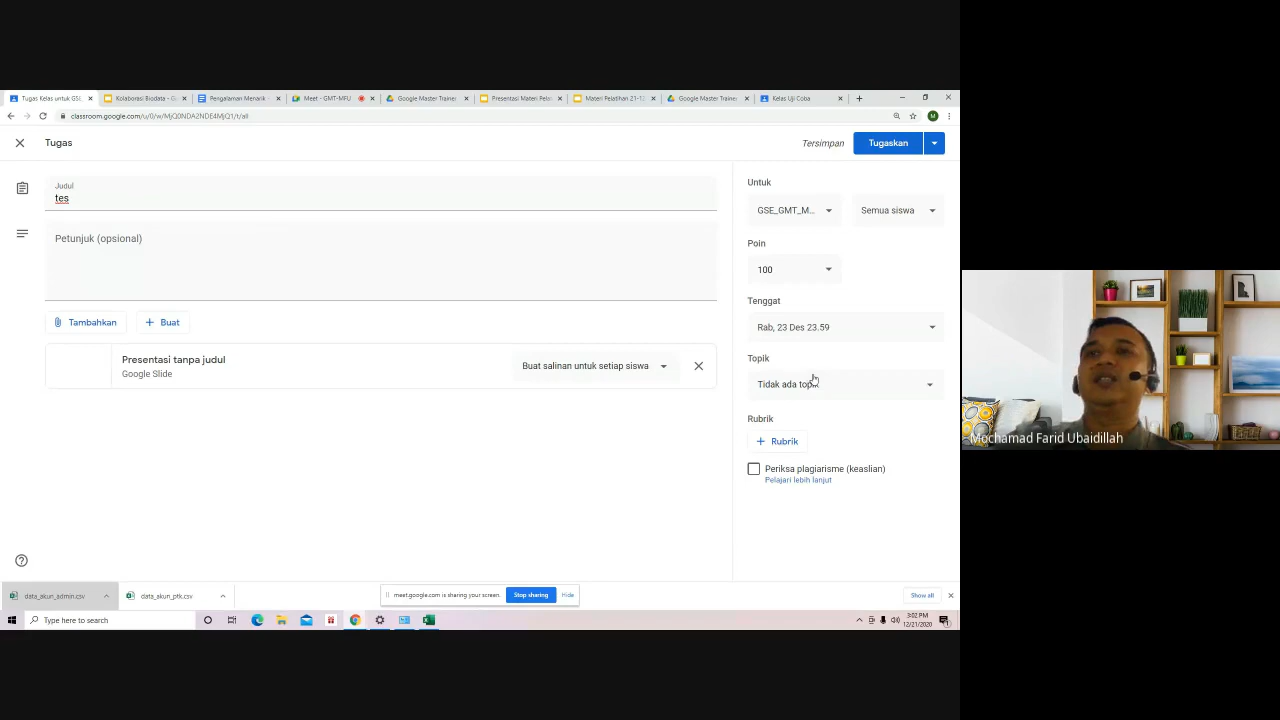 Tugas Kelas untuk GSE
Kolaborasi Biodata - G
Pengalaman Menarik
Meet - GMT-MFU
Google Master Traine
Presentasi Materi Pela
Materi Pelatihan 21-1
Google Master Traine
Kelas Uji Coba
classroom.google.com/u/0/w/MjQ0NDA2NDE4MjQ1/t/all
M
Tugas
Tersimpan
Tugaskan
Judul
tes
Petunjuk (opsional)
Tambahkan
Buat
Presentasi tanpa judul
Google Slide
Buat salinan untuk setiap siswa
Untuk
GSE_GMT_M...
Semua siswa
Poin
100
Tenggat
Rab, 23 Des 23.59
Topik
Tidak ada topik
Rubrik
+ Rubrik
Periksa plagiarisme (keaslian)
Pelajari lebih lanjut
Mochamad Farid Ubaidillah
data_akun_admin.csv
data_akun_ptk.csv
meet.google.com is sharing your screen.
Stop sharing
Hide
Show all
Type here to search
3:02 PM
12/21/2020